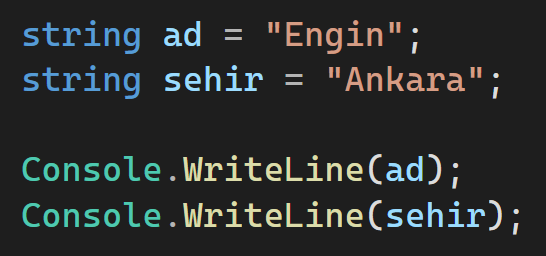 string ad = "Engin";
string sehir = "Ankara";
Console.WriteLine(ad);
Console.WriteLine(sehir);